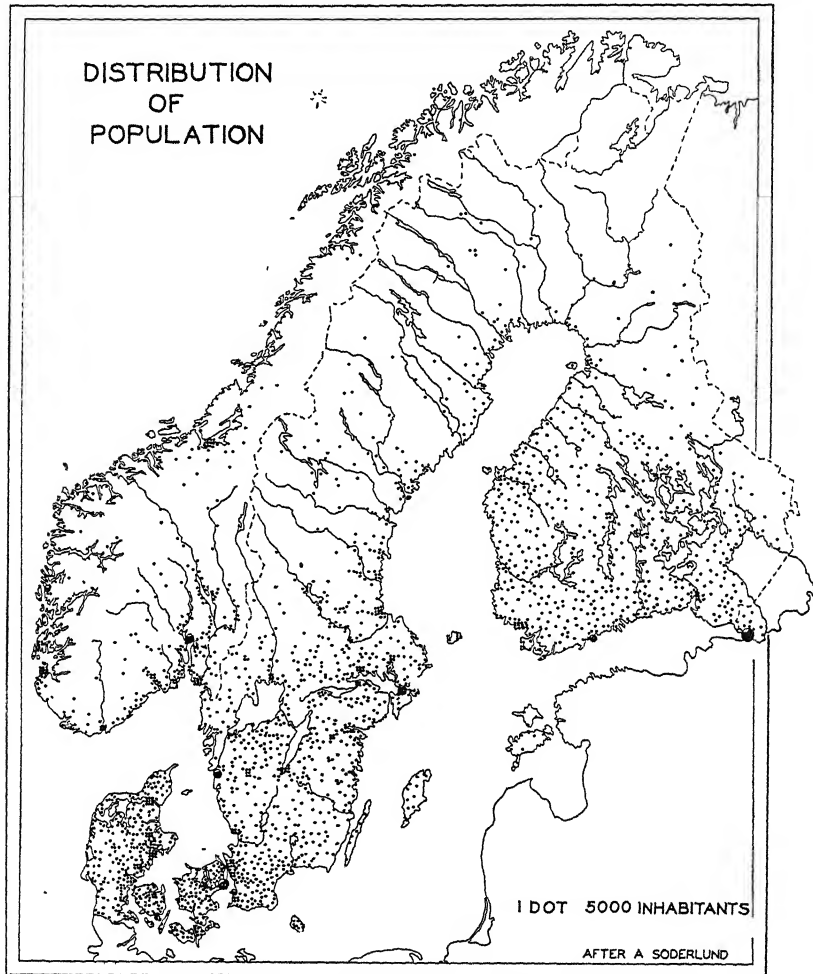 DISTRIBUTION
OF
POPULATION
1 DOT 5000 INHABITANTS
AFTER A SODERLUND